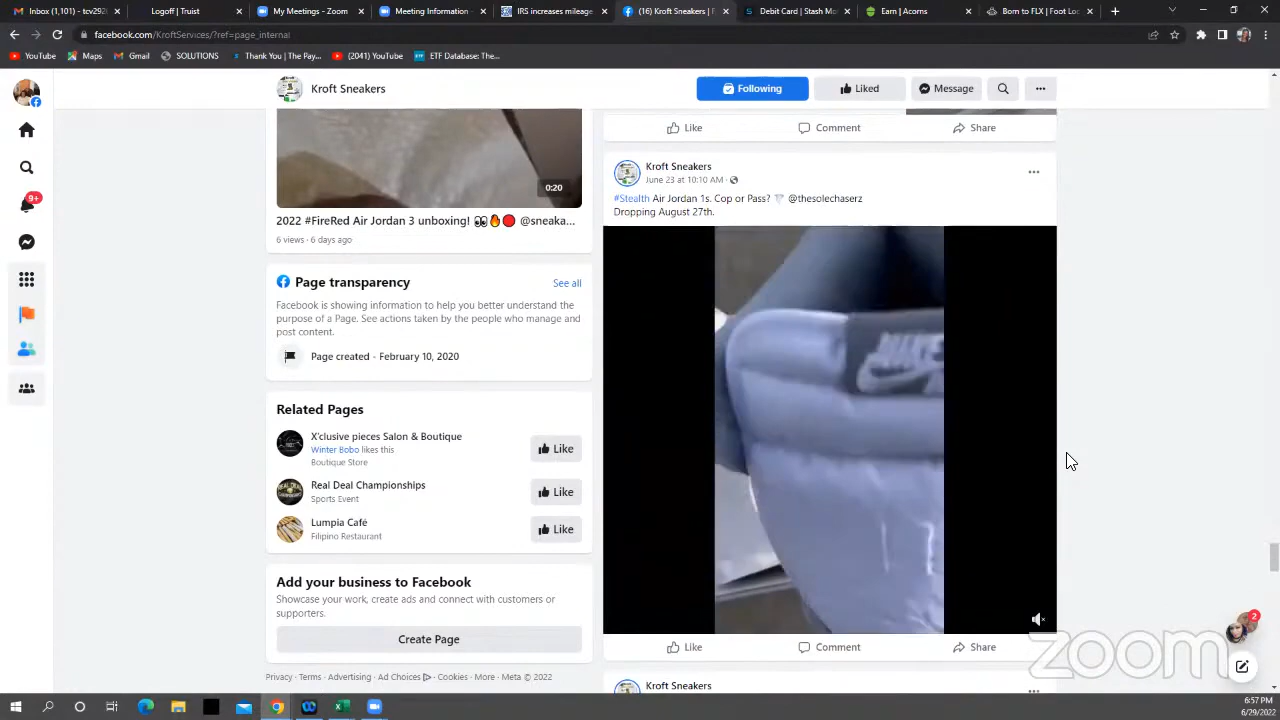 Inbox (1,101) - tcv292
Logoff | Trust
My Meetings - Zoom
Meeting Information -
IRS increases mileage
(16) Kroft Sneakers | F
Debit Card | Stash Mo
Earn | Acorns
Born to FLX | Foot Lo
facebook.com/KroftServices/?ref=page_internal
YouTube
Maps
Gmail
SOLUTIONS
Thank You | The Pay...
(2041) YouTube
ETF Database: The...
Kroft Sneakers
Following
Liked
Message
9+
0:20
2022 #FireRed Air Jordan 3 unboxing! 👀🔥🔴 @sneaka...
6 views · 6 days ago
Page transparency
See all
Facebook is showing information to help you better understand the
purpose of a Page. See actions taken by the people who manage and
post content.
Page created - February 10, 2020
Related Pages
X'clusive pieces Salon & Boutique
Winter Bobo likes this
Boutique Store
Like
Real Deal Championships
Sports Event
Like
Lumpia Café
Filipino Restaurant
Like
Add your business to Facebook
Showcase your work, create ads and connect with customers or
supporters.
Create Page
Privacy · Terms · Advertising · Ad Choices · Cookies · More · Meta © 2022
Like
Comment
Share
Kroft Sneakers
June 23 at 10:10 AM ·
#Stealth Air Jordan 1s. Cop or Pass? @thesolechaserz
Dropping August 27th.
NIKE
Like
Comment
Share
Kroft Sneakers
2
zoom
6:57 PM
6/29/2022